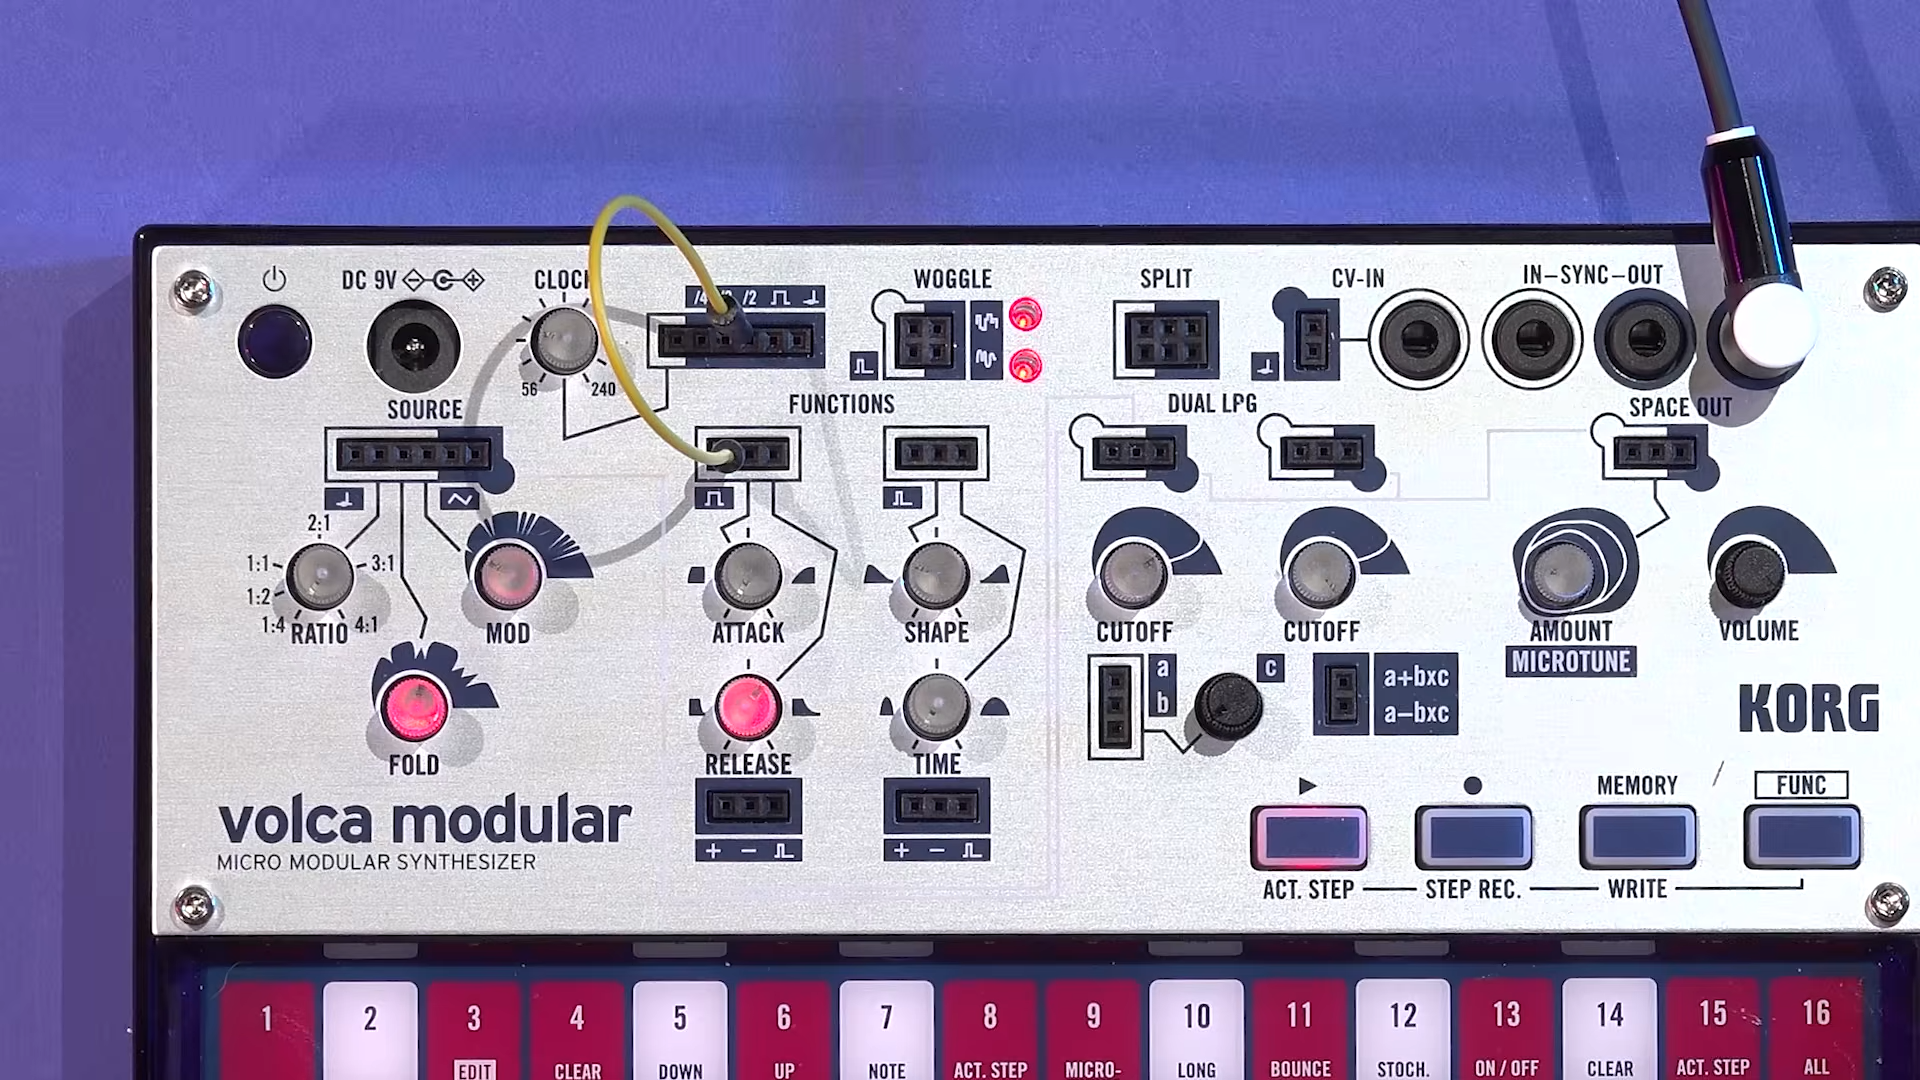 DC 9V
CLOCK
56
240
/4
/2
WOGGLE
SPLIT
CV-IN
IN–SYNC–OUT
SOURCE
FUNCTIONS
DUAL LPG
SPACE OUT
2:1
1:1
3:1
1:2
1:4
4:1
RATIO
MOD
ATTACK
SHAPE
CUTOFF
CUTOFF
AMOUNT
VOLUME
MICROTUNE
a
b
c
a+bxc
a–bxc
KORG
FOLD
RELEASE
TIME
MEMORY
FUNC
volca modular
MICRO MODULAR SYNTHESIZER
+ –
+ –
ACT. STEP
STEP REC.
WRITE
1 2 3 4 5 6 7 8 9 10 11 12 13 14 15 16
EDIT CLEAR DOWN UP NOTE ACT. STEP MICRO- LONG BOUNCE STOCH. ON / OFF CLEAR ACT. STEP ALL